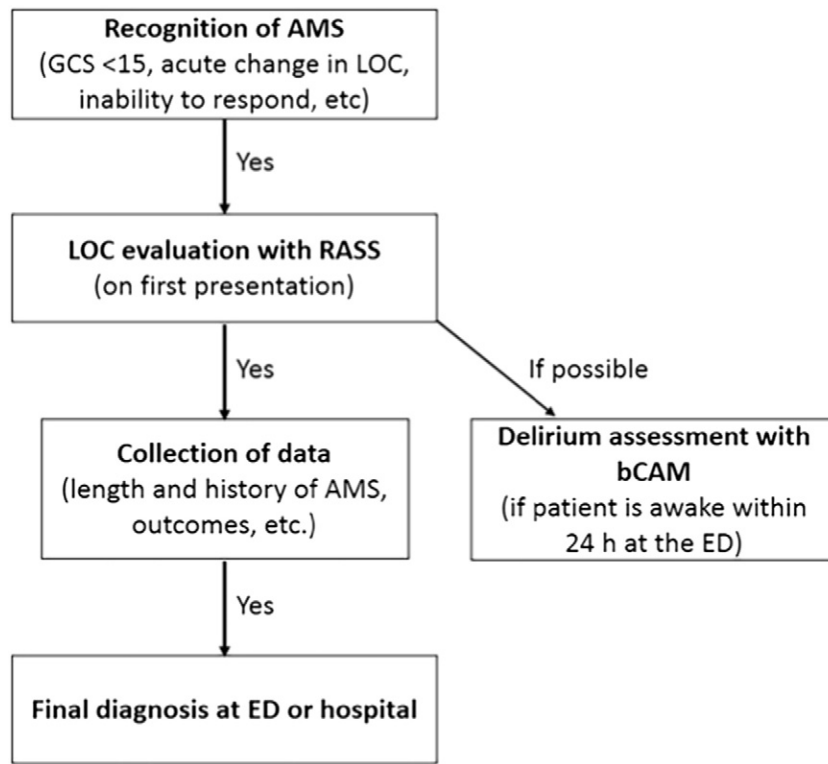 Recognition of AMS
(GCS <15, acute change in LOC,
inability to respond, etc)
Yes
LOC evaluation with RASS
(on first presentation)
Yes
If possible
Collection of data
(length and history of AMS,
outcomes, etc.)
Delirium assessment with
bCAM
(if patient is awake within
24 h at the ED)
Yes
Final diagnosis at ED or hospital